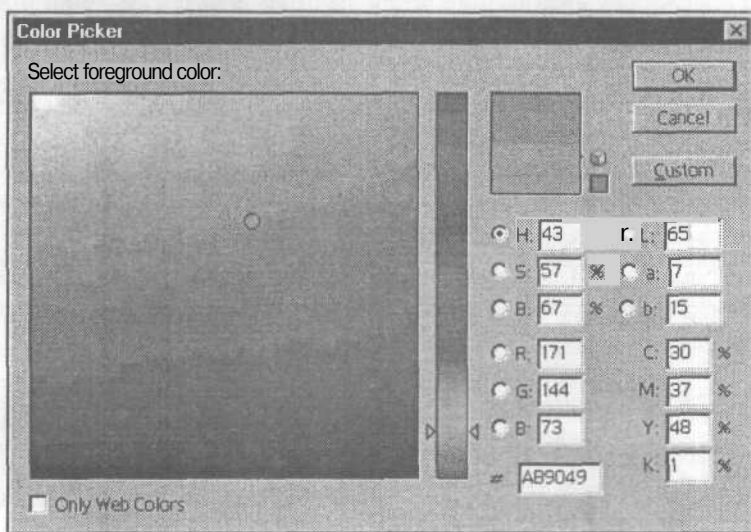 Color Picker
Select foreground color:
OK
Cancel
Custom
H: 43 r. L: 65
S: 57 % a: 7
B: 67 % b: 15
R: 171 C: 30 %
G: 144 M: 37 %
B: 73 Y: 48 %
# AB9049 K: 1 %
Only Web Colors